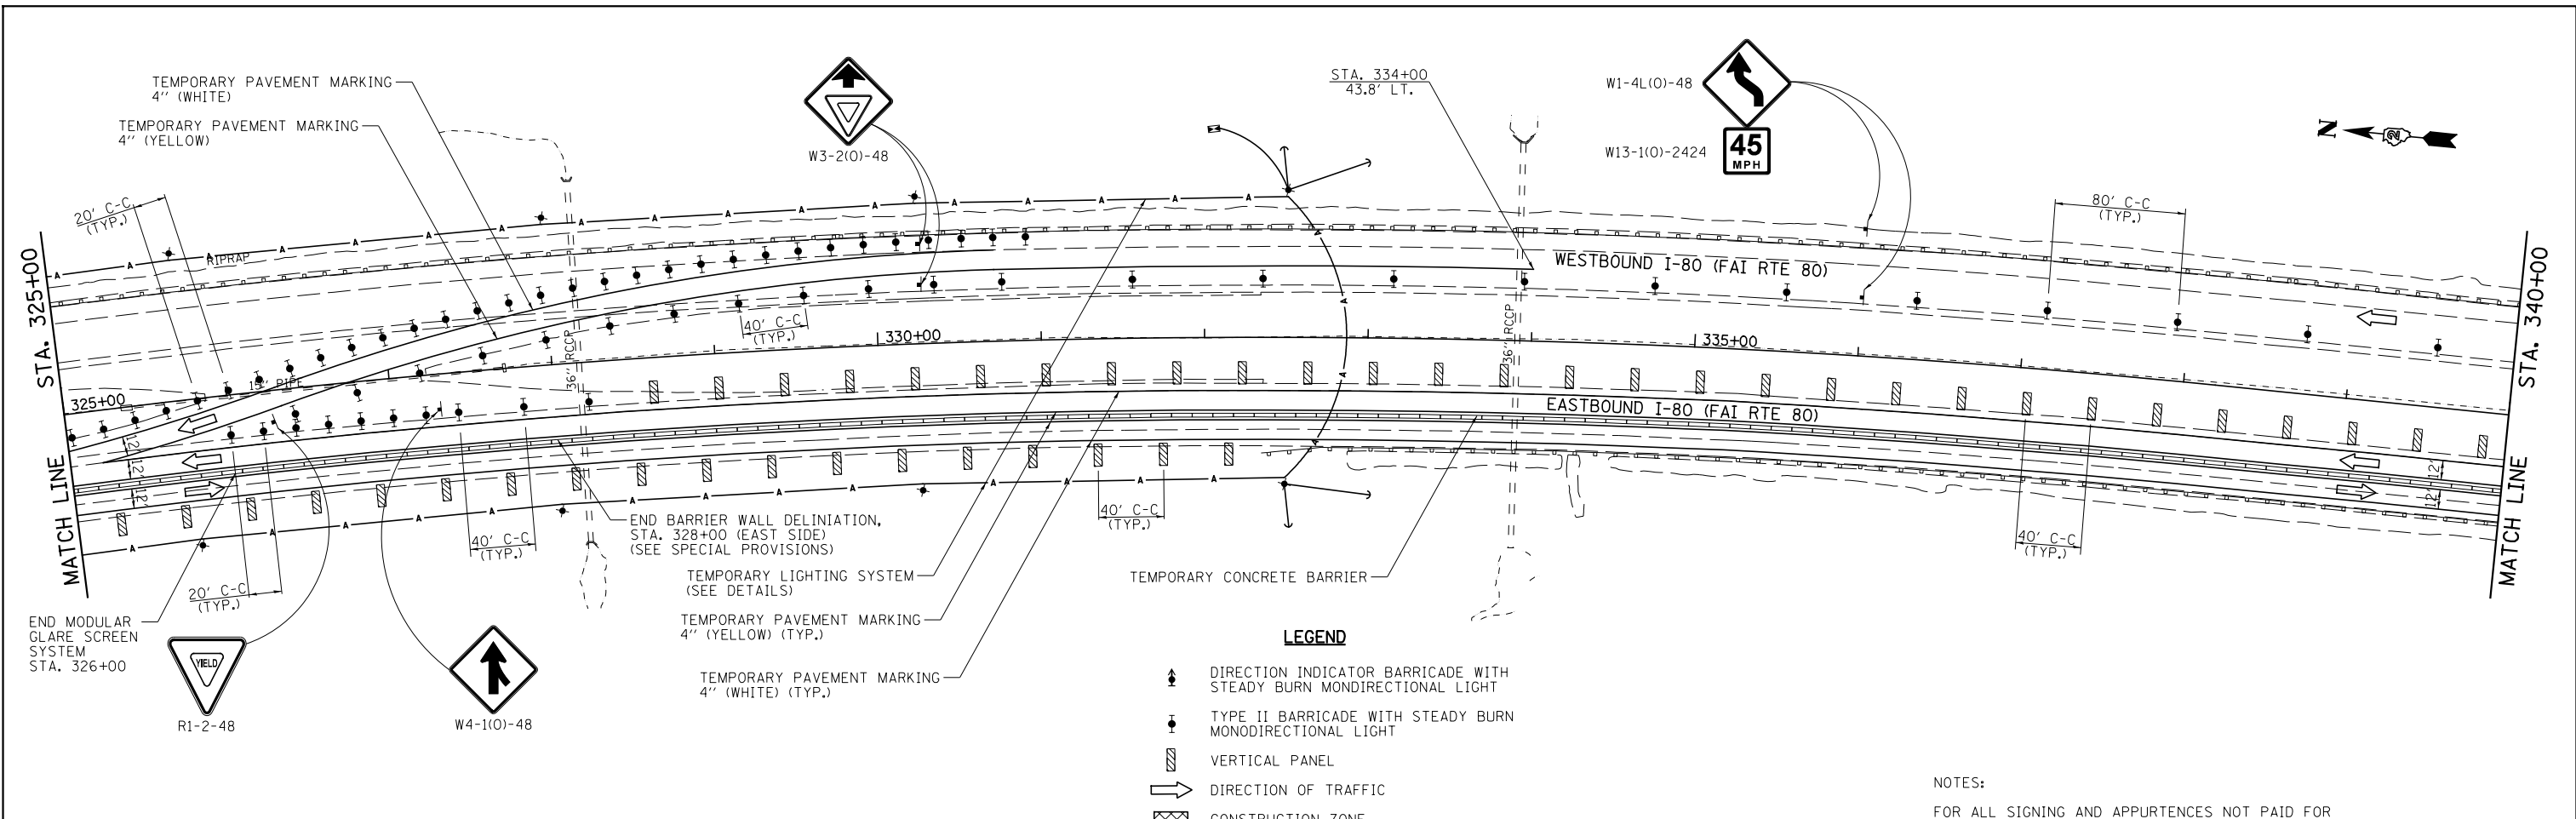 TEMPORARY PAVEMENT MARKING
4'' (WHITE)
TEMPORARY PAVEMENT MARKING
4'' (YELLOW)
W3-2(O)-48
STA. 334+00
43.8' LT.
W1-4L(O)-48
W13-1(O)-2424
45
MPH
N
2
20' C-C
(TYP.)
80' C-C
(TYP.)
STA. 325+00
MATCH LINE
RIPRAP
WESTBOUND I-80 (FAI RTE 80)
STA. 340+00
MATCH LINE
36'' RCCP
40' C-C
(TYP.)
330+00
36'' RCCP
335+00
15'' PIPE
325+00
EASTBOUND I-80 (FAI RTE 80)
12'
12'
12'
12'
12'
40' C-C
(TYP.)
END BARRIER WALL DELINIATION,
STA. 328+00 (EAST SIDE)
(SEE SPECIAL PROVISIONS)
40' C-C
(TYP.)
40' C-C
(TYP.)
20' C-C
(TYP.)
TEMPORARY LIGHTING SYSTEM
(SEE DETAILS)
TEMPORARY CONCRETE BARRIER
TEMPORARY PAVEMENT MARKING
4'' (YELLOW) (TYP.)
TEMPORARY PAVEMENT MARKING
4'' (WHITE) (TYP.)
END MODULAR
GLARE SCREEN
SYSTEM
STA. 326+00
YIELD
R1-2-48
W4-1(O)-48
LEGEND
DIRECTION INDICATOR BARRICADE WITH
STEADY BURN MONDIRECTIONAL LIGHT
TYPE II BARRICADE WITH STEADY BURN
MONODIRECTIONAL LIGHT
VERTICAL PANEL
DIRECTION OF TRAFFIC
CONSTRUCTION ZONE
NOTES:
FOR ALL SIGNING AND APPURTENCES NOT PAID FOR